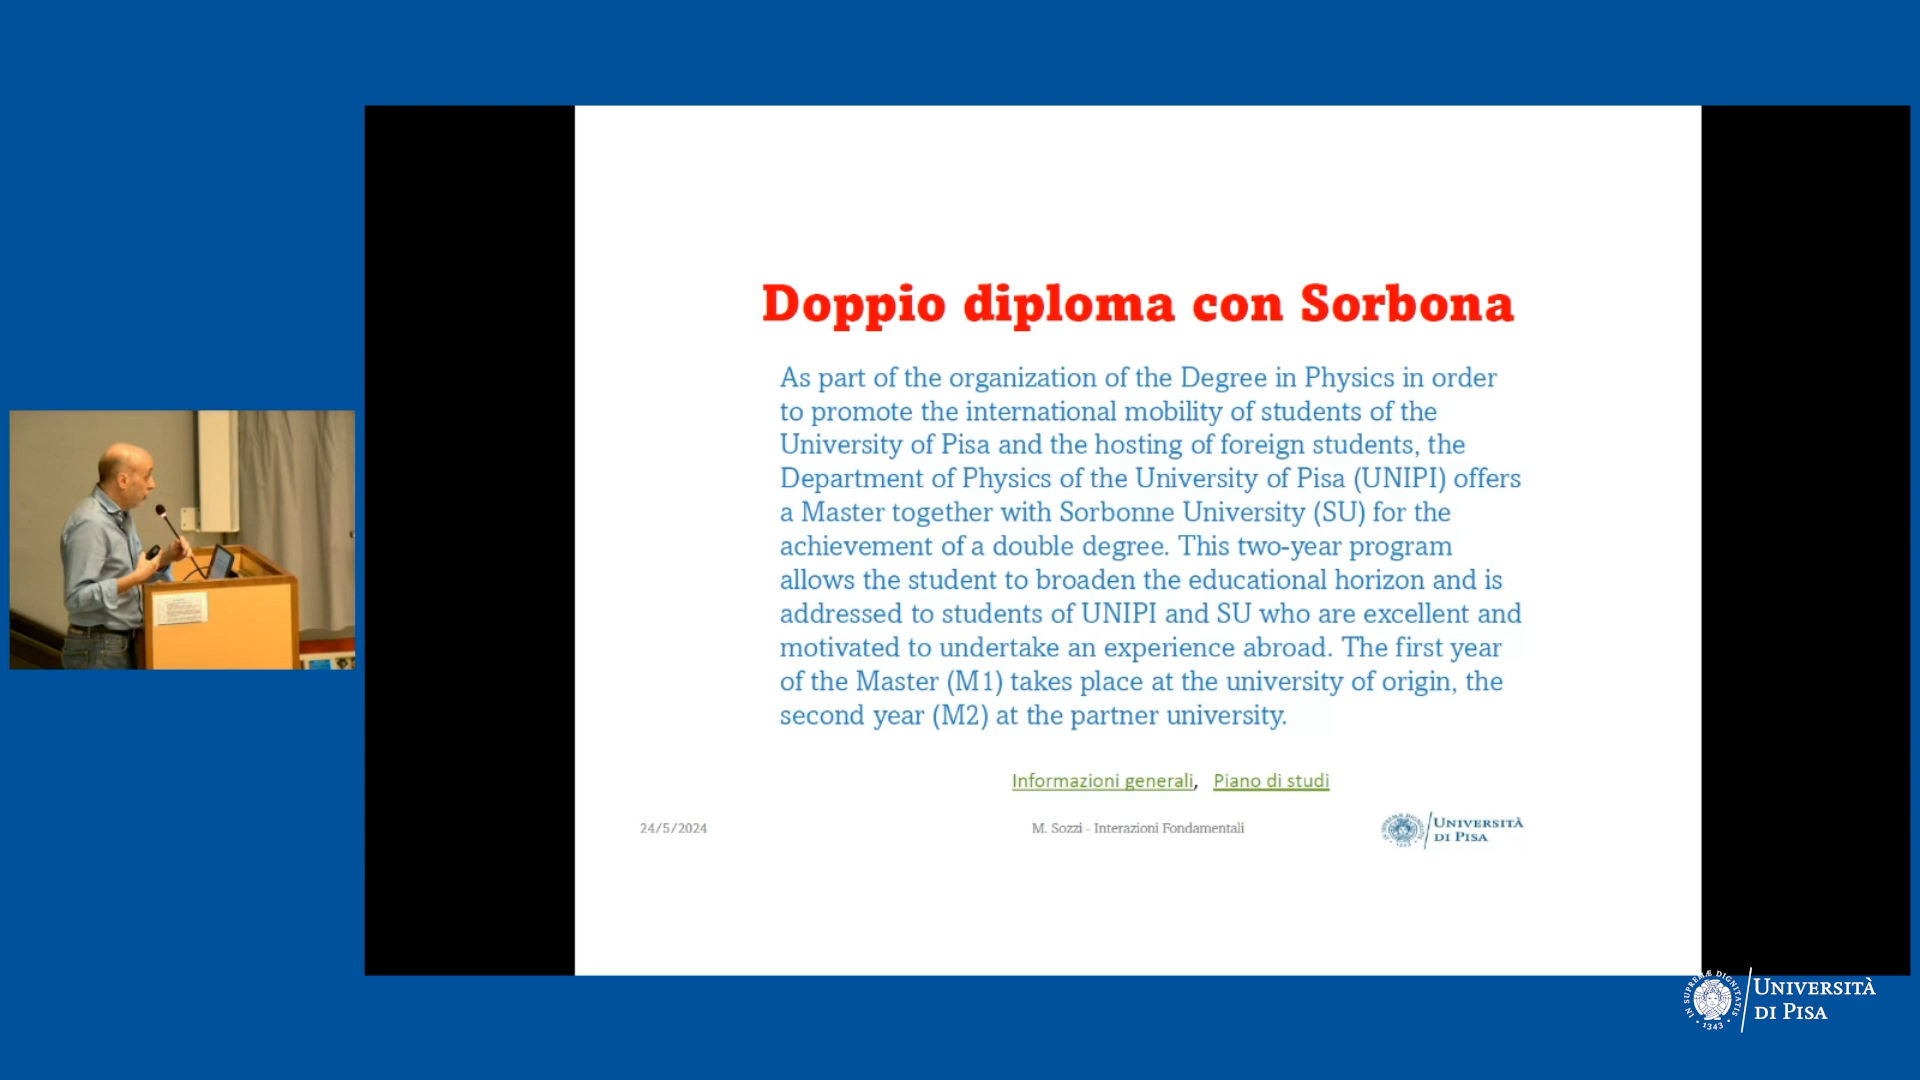 Doppio diploma con Sorbona
As part of the organization of the Degree in Physics in order
to promote the international mobility of students of the
University of Pisa and the hosting of foreign students, the
Department of Physics of the University of Pisa (UNIPI) offers
a Master together with Sorbonne University (SU) for the
achievement of a double degree. This two-year program
allows the student to broaden the educational horizon and is
addressed to students of UNIPI and SU who are excellent and
motivated to undertake an experience abroad. The first year
of the Master (M1) takes place at the university of origin, the
second year (M2) at the partner university.
Informazioni generali, Piano di studi
24/5/2024
M. Sozzi - Interazioni Fondamentali
UNIVERSITÀ
DI PISA
IN SUPREMÆ DIGNITATIS
1343
UNIVERSITÀ
DI PISA